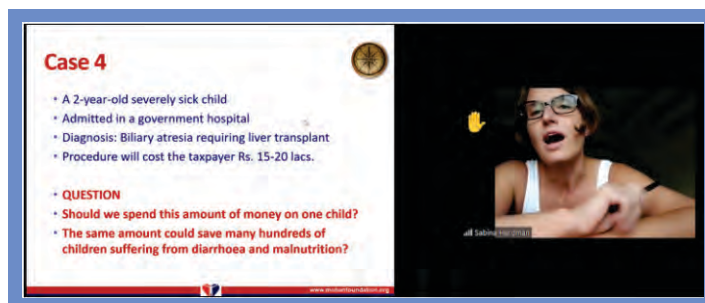 Case 4
• A 2-year-old severely sick child
• Admitted in a government hospital
• Diagnosis: Biliary atresia requiring liver transplant
• Procedure will cost the taxpayer Rs. 15-20 lacs.
• QUESTION
• Should we spend this amount of money on one child?
• The same amount could save many hundreds of
children suffering from diarrhoea and malnutrition?
Sabina